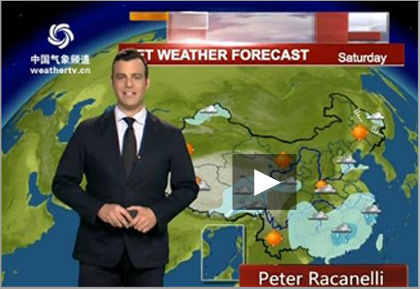 中国气象频道
weathertv.cn
ET WEATHER FORECAST
Saturday
Peter Racanelli